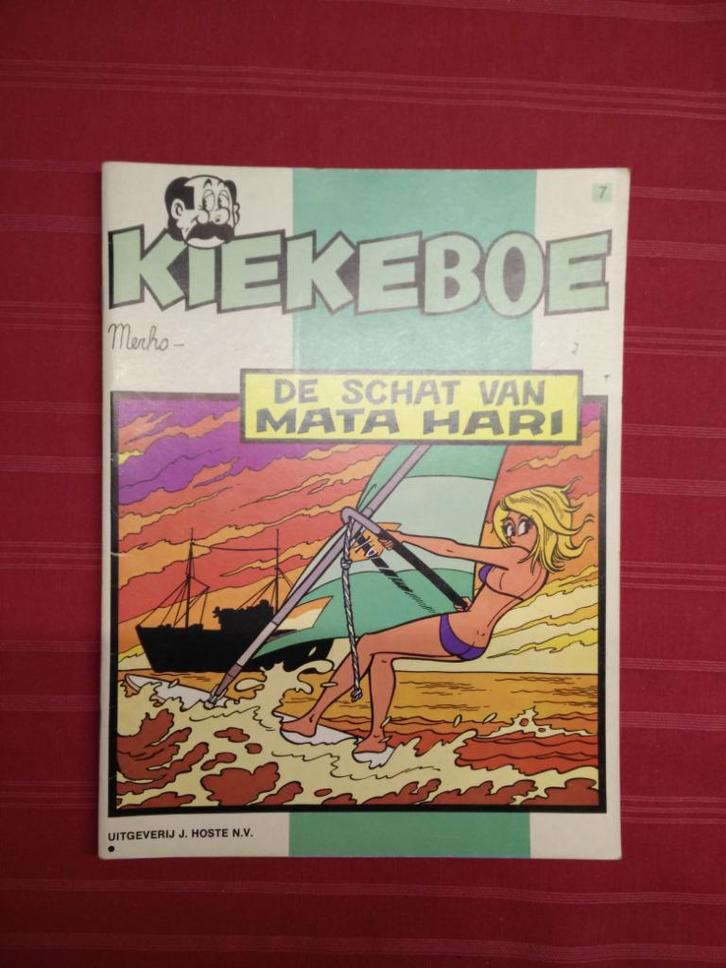 7
KIEKEBOE
Merho-
DE SCHAT VAN
MATA HARI
UITGEVERIJ J. HOSTE N.V.